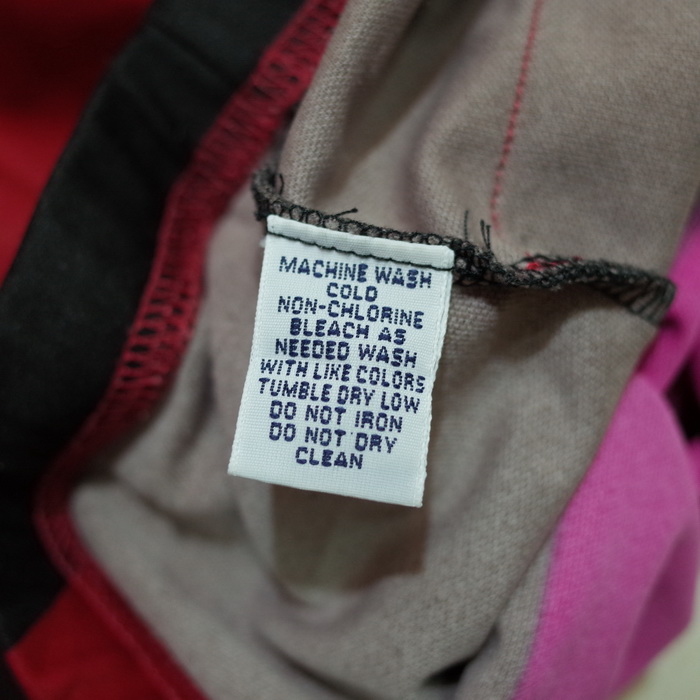 MACHINE WASH
COLD
NON-CHLORINE
BLEACH AS
NEEDED WASH
WITH LIKE COLORS
TUMBLE DRY LOW
DO NOT IRON
DO NOT DRY
CLEAN